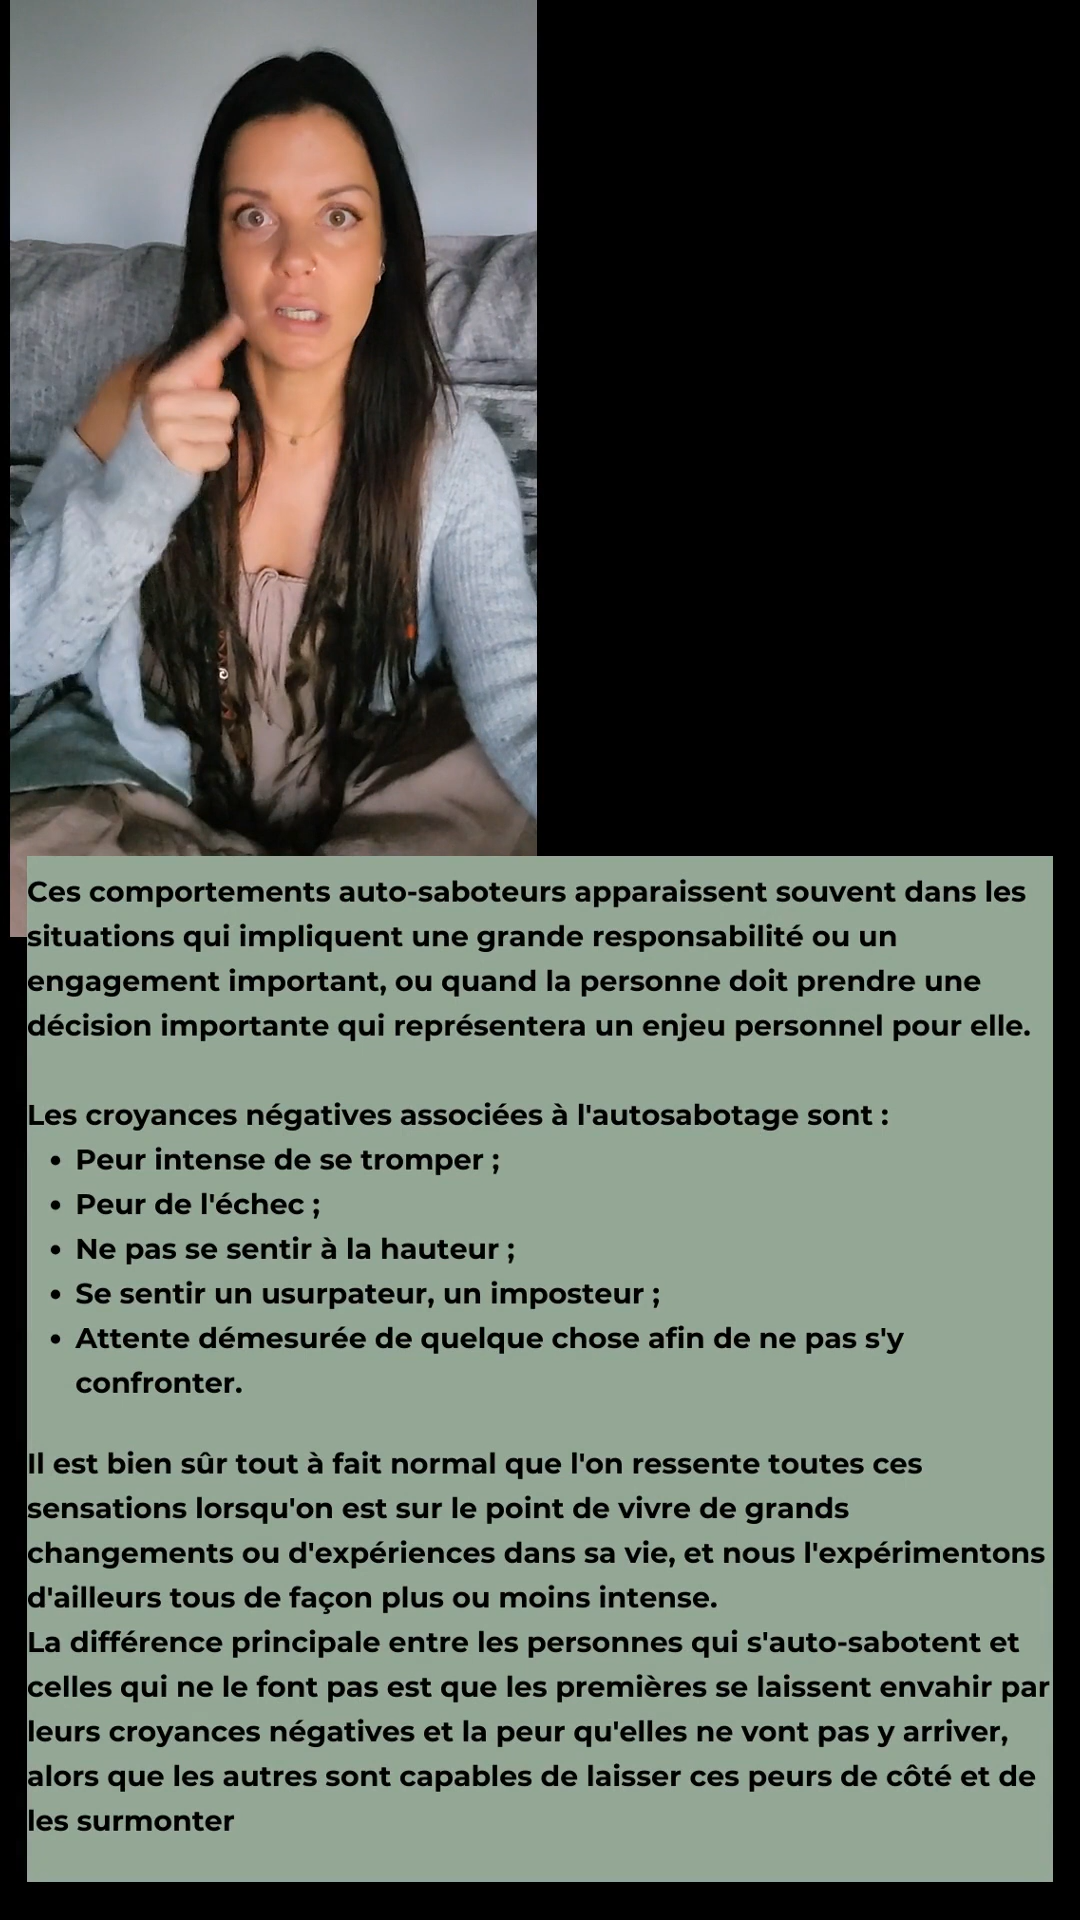 Ces comportements auto-saboteurs apparaissent souvent dans les
situations qui impliquent une grande responsabilité ou un
engagement important, ou quand la personne doit prendre une
décision importante qui représentera un enjeu personnel pour elle.
Les croyances négatives associées à l'autosabotage sont :
• Peur intense de se tromper ;
• Peur de l'échec ;
• Ne pas se sentir à la hauteur ;
• Se sentir un usurpateur, un imposteur ;
• Attente démesurée de quelque chose afin de ne pas s'y
confronter.
Il est bien sûr tout à fait normal que l'on ressente toutes ces
sensations lorsqu'on est sur le point de vivre de grands
changements ou d'expériences dans sa vie, et nous l'expérimentons
d'ailleurs tous de façon plus ou moins intense.
La différence principale entre les personnes qui s'auto-sabotent et
celles qui ne le font pas est que les premières se laissent envahir par
leurs croyances négatives et la peur qu'elles ne vont pas y arriver,
alors que les autres sont capables de laisser ces peurs de côté et de
les surmonter